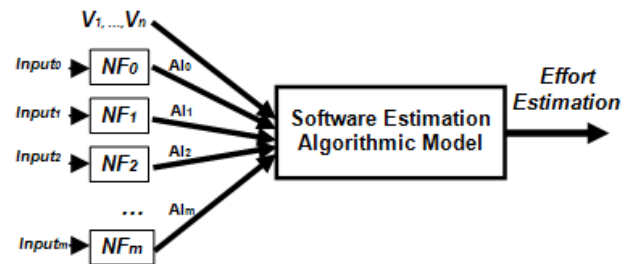 V1, ...,Vn
Input0 NF0 AI0
Input1 NF1 AI1
Input2 NF2 AI2
... AIm
Inputm NFm
Software Estimation
Algorithmic Model
Effort
Estimation